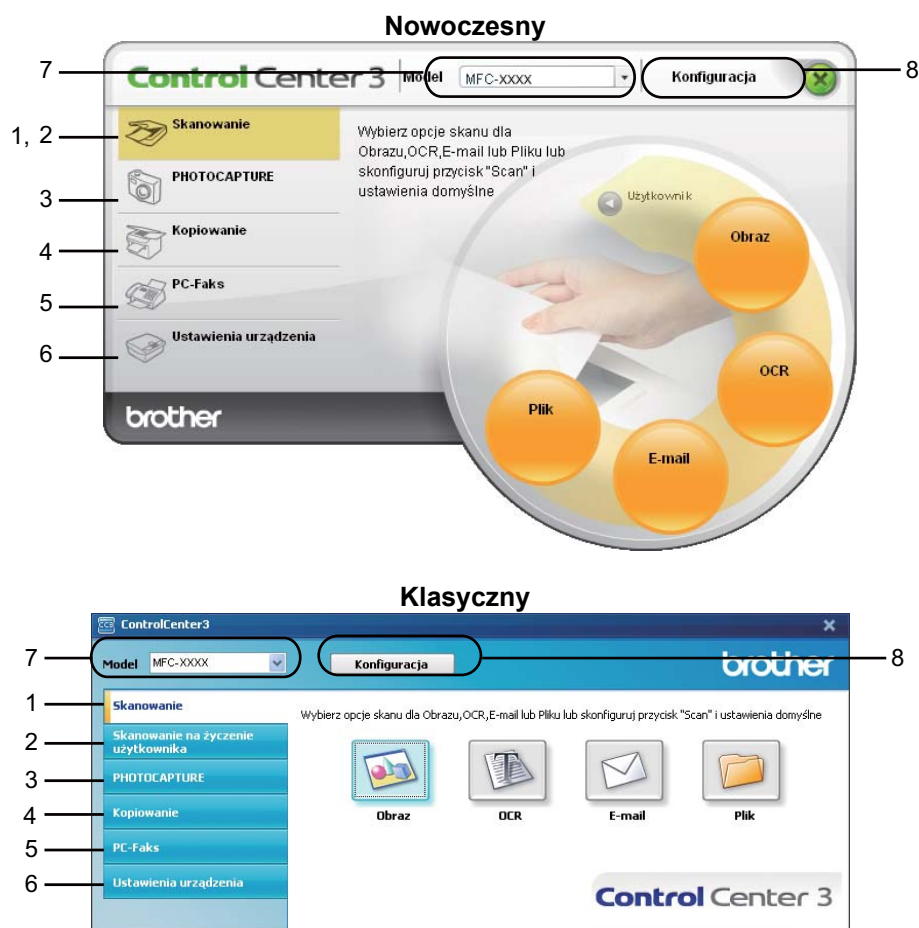 Nowoczesny
7
Control Center 3
Model
MFC-XXXX
Konfiguracja
8
1, 2
Skanowanie
Wybierz opcje skanu dla
Obrazu,OCR,E-mail lub Pliku lub
skonfiguruj przycisk "Scan" i
ustawienia domyślne
3
PHOTOCAPTURE
Użytkownik
Obraz
4
Kopiowanie
5
PC-Faks
6
Ustawienia urządzenia
OCR
Plik
E-mail
brother
Klasyczny
CC3 ControlCenter3
7
Model
MFC-XXXX
Konfiguracja
brother
8
1
Skanowanie
Wybierz opcje skanu dla Obrazu,OCR,E-mail lub Pliku lub skonfiguruj przycisk "Scan" i ustawienia domyślne
2
Skanowanie na życzenie
użytkownika
3
PHOTOCAPTURE
4
Kopiowanie
5
PC-Faks
6
Ustawienia urządzenia
T
Obraz
OCR
E-mail
Plik
Control Center 3